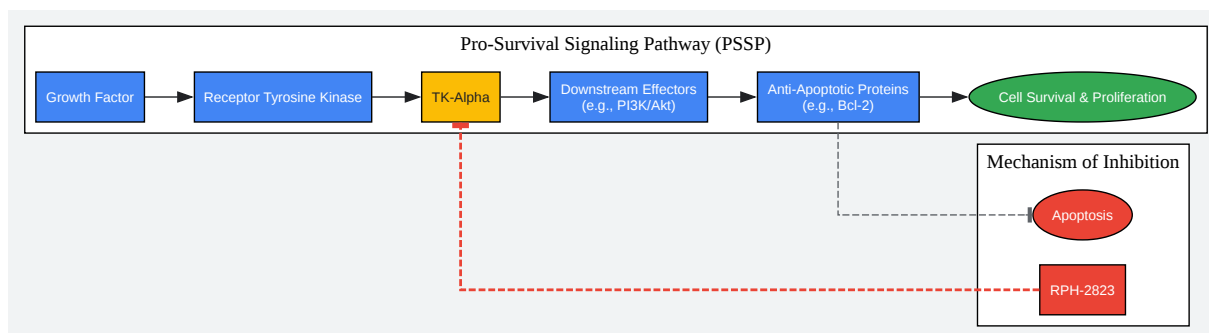 Pro-Survival Signaling Pathway (PSSP)
Growth Factor
Receptor Tyrosine Kinase
TK-Alpha
Downstream Effectors
(e.g., PI3K/Akt)
Anti-Apoptotic Proteins
(e.g., Bcl-2)
Cell Survival & Proliferation
Mechanism of Inhibition
Apoptosis
RPH-2823